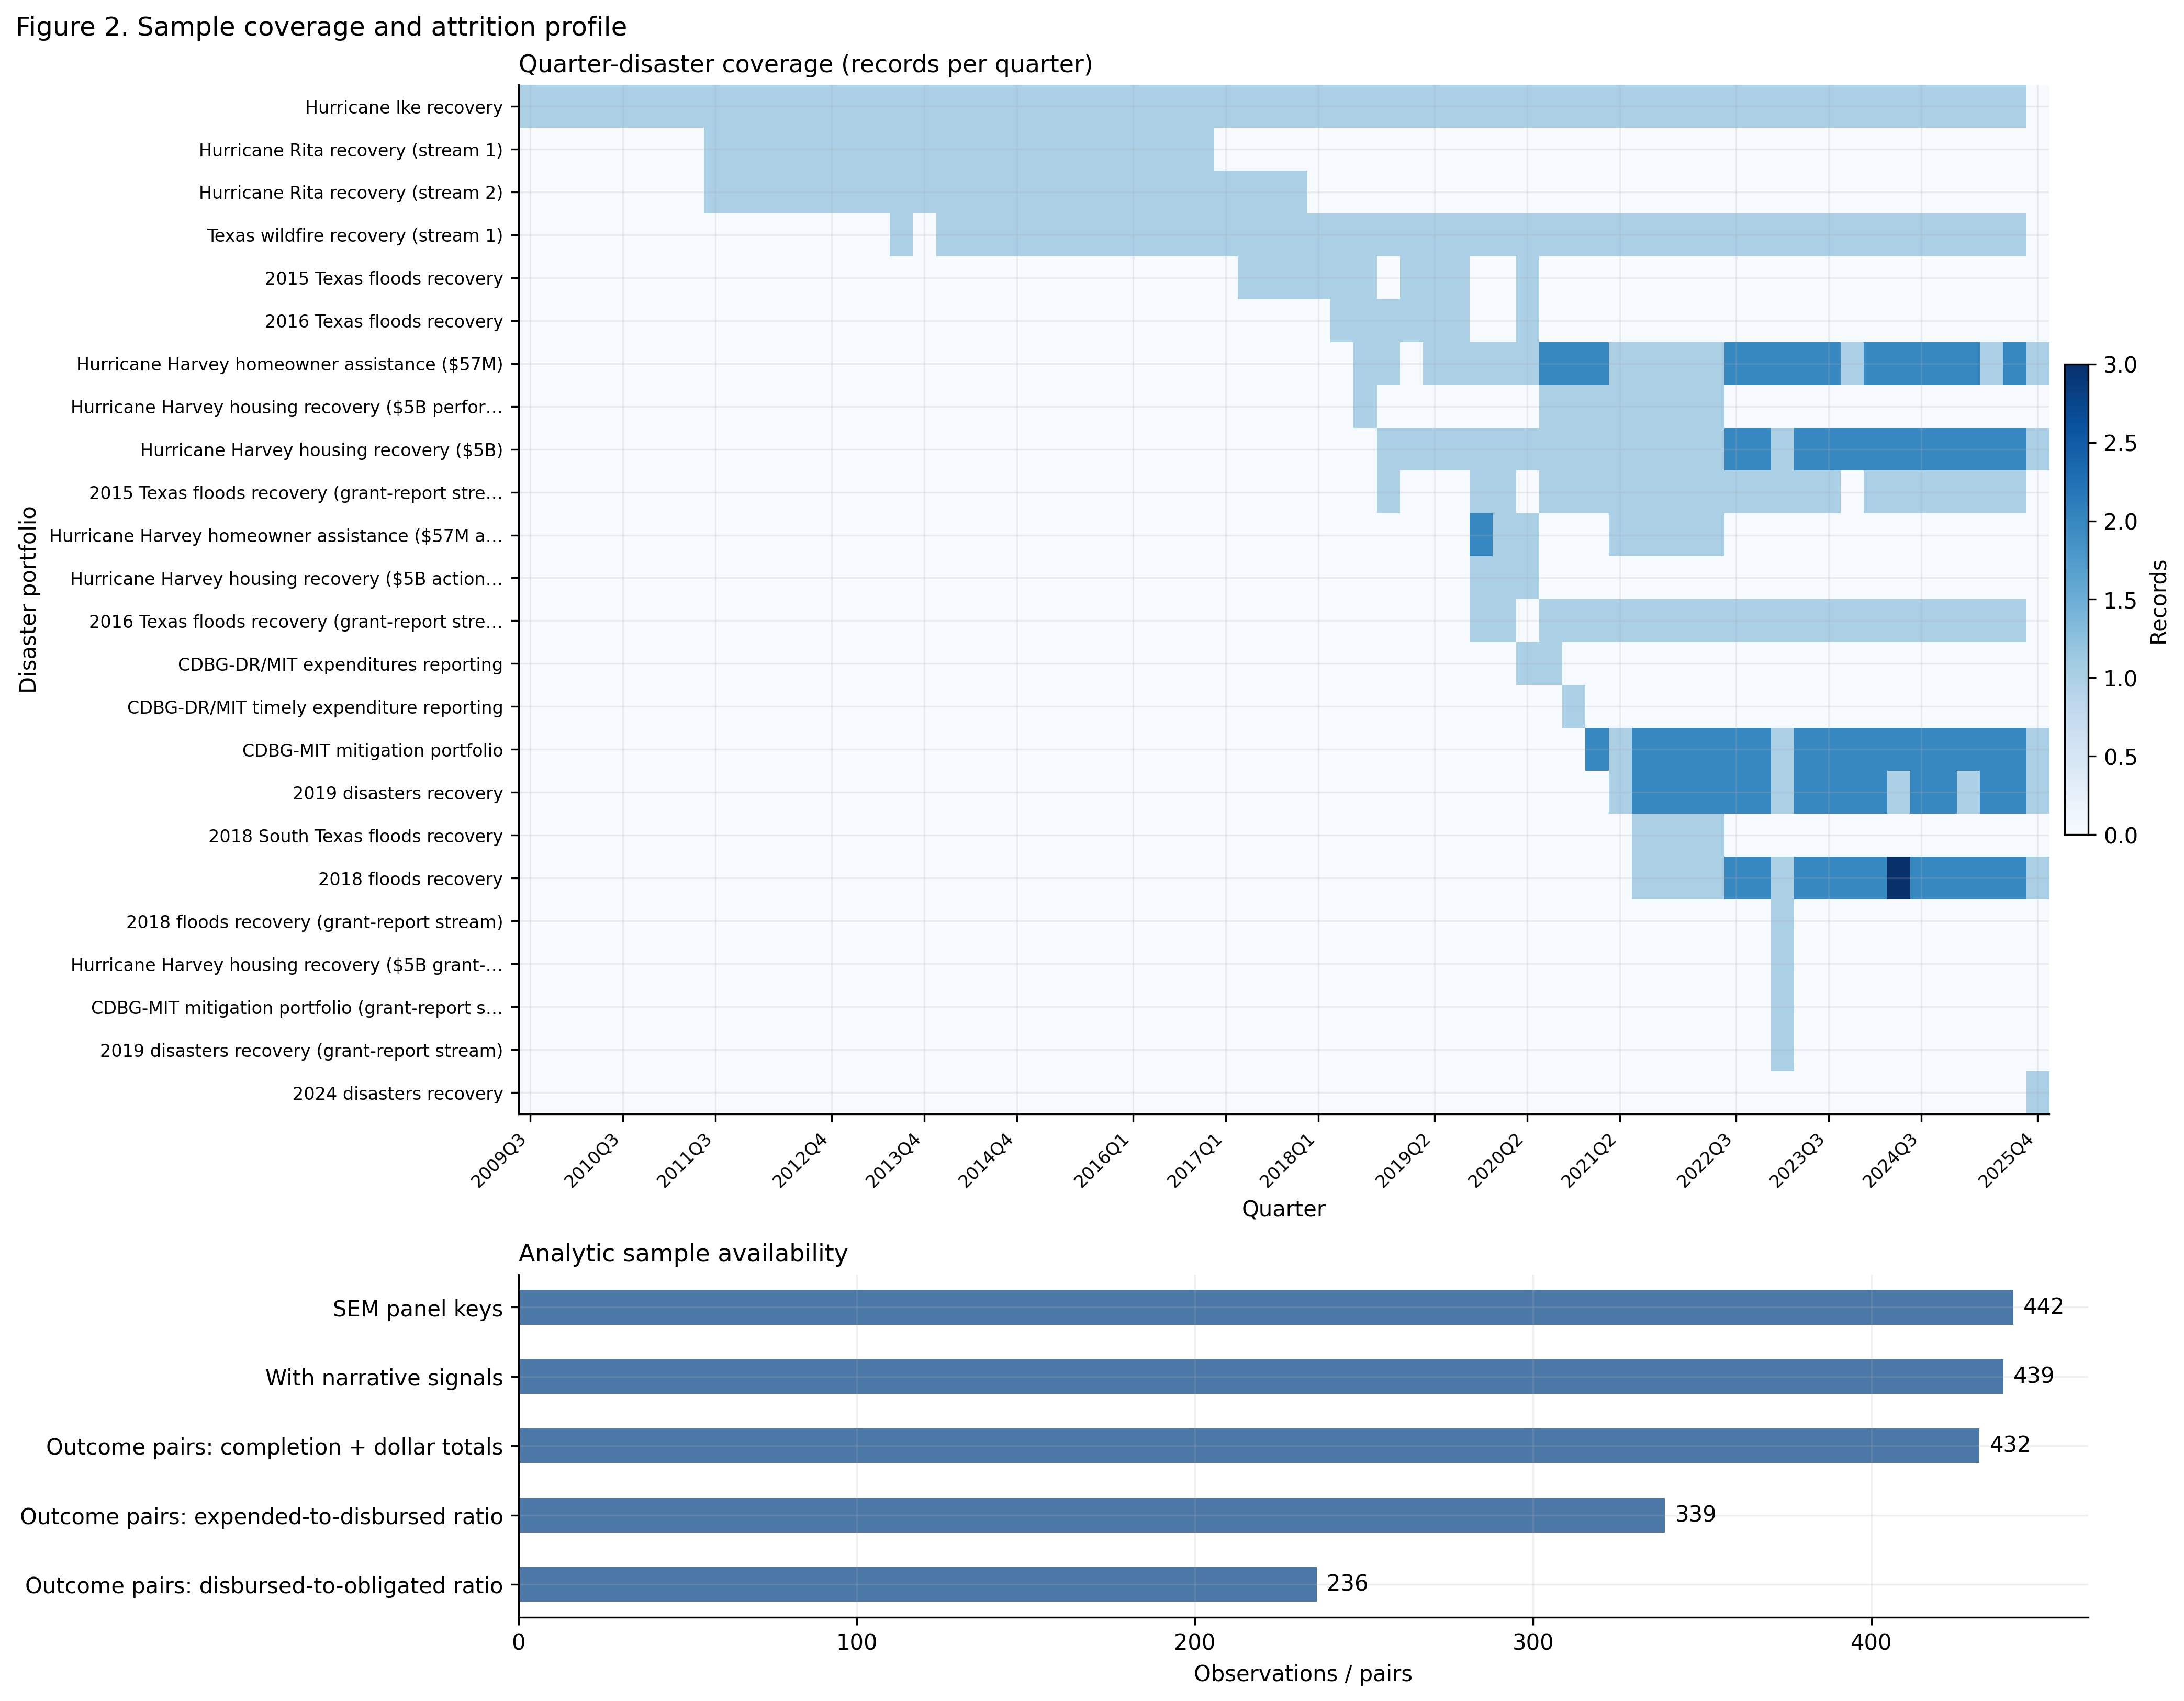 Figure 2. Sample coverage and attrition profile
Quarter-disaster coverage (records per quarter)
Disaster portfolio
Hurricane Ike recovery
Hurricane Rita recovery (stream 1)
Hurricane Rita recovery (stream 2)
Texas wildfire recovery (stream 1)
2015 Texas floods recovery
2016 Texas floods recovery
Hurricane Harvey homeowner assistance ($57M)
Hurricane Harvey housing recovery ($5B perfor…
Hurricane Harvey housing recovery ($5B)
2015 Texas floods recovery (grant-report stre…
Hurricane Harvey homeowner assistance ($57M a…
Hurricane Harvey housing recovery ($5B action…
2016 Texas floods recovery (grant-report stre…
CDBG-DR/MIT expenditures reporting
CDBG-DR/MIT timely expenditure reporting
CDBG-MIT mitigation portfolio
2019 disasters recovery
2018 South Texas floods recovery
2018 floods recovery
2018 floods recovery (grant-report stream)
Hurricane Harvey housing recovery ($5B grant-…
CDBG-MIT mitigation portfolio (grant-report s…
2019 disasters recovery (grant-report stream)
2024 disasters recovery
2009Q3 2010Q3 2011Q3 2012Q4 2013Q4 2014Q4 2016Q1 2017Q1 2018Q1 2019Q2 2020Q2 2021Q2 2022Q3 2023Q3 2024Q3 2025Q4
Quarter
3.0
2.5
2.0
1.5
1.0
0.5
0.0
Records
Analytic sample availability
SEM panel keys 442
With narrative signals 439
Outcome pairs: completion + dollar totals 432
Outcome pairs: expended-to-disbursed ratio 339
Outcome pairs: disbursed-to-obligated ratio 236
0 100 200 300 400
Observations / pairs